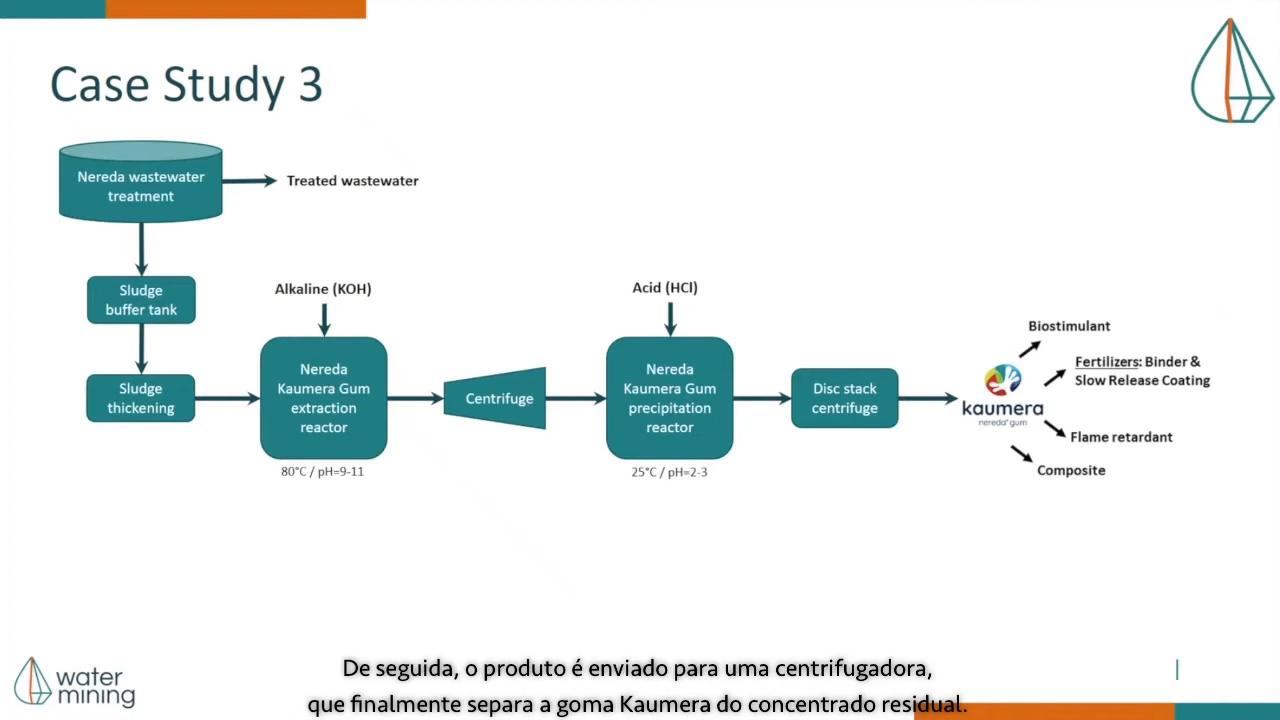 Case Study 3
Nereda wastewater
treatment
Treated wastewater
Sludge
buffer tank
Sludge
thickening
Alkaline (KOH)
Nereda
Kaumera Gum
extraction
reactor
80°C / pH=9-11
Centrifuge
Acid (HCl)
Nereda
Kaumera Gum
precipitation
reactor
25°C / pH=2-3
Disc stack
centrifuge
kaumera
nereda® gum
Biostimulant
Fertilizers: Binder &
Slow Release Coating
Flame retardant
Composite
water
mining
De seguida, o produto é enviado para uma centrifugadora,
que finalmente separa a goma Kaumera do concentrado residual.